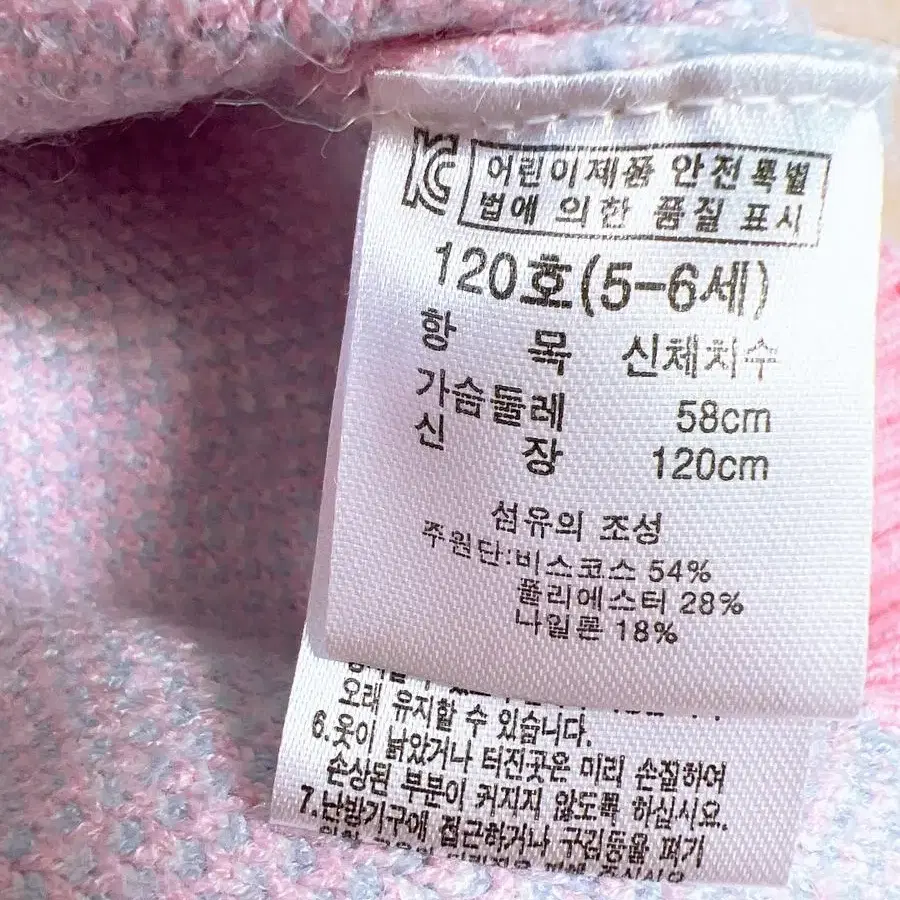 어린이제품 안전특별
법에 의한 품질 표시
120호(5-6세)
항 목 신체치수
가슴둘레 58cm
신 장 120cm
섬유의 조성
주원단:비스코스 54%
폴리에스터 28%
나일론 18%
오래 유지할 수 있습니다.
6.옷이 낡았거나 터진곳은 미리 손질하여
손상된 부분이 커지지 않도록 하십시요.
7.난방기구에 접근하거나 구김등을 펴기